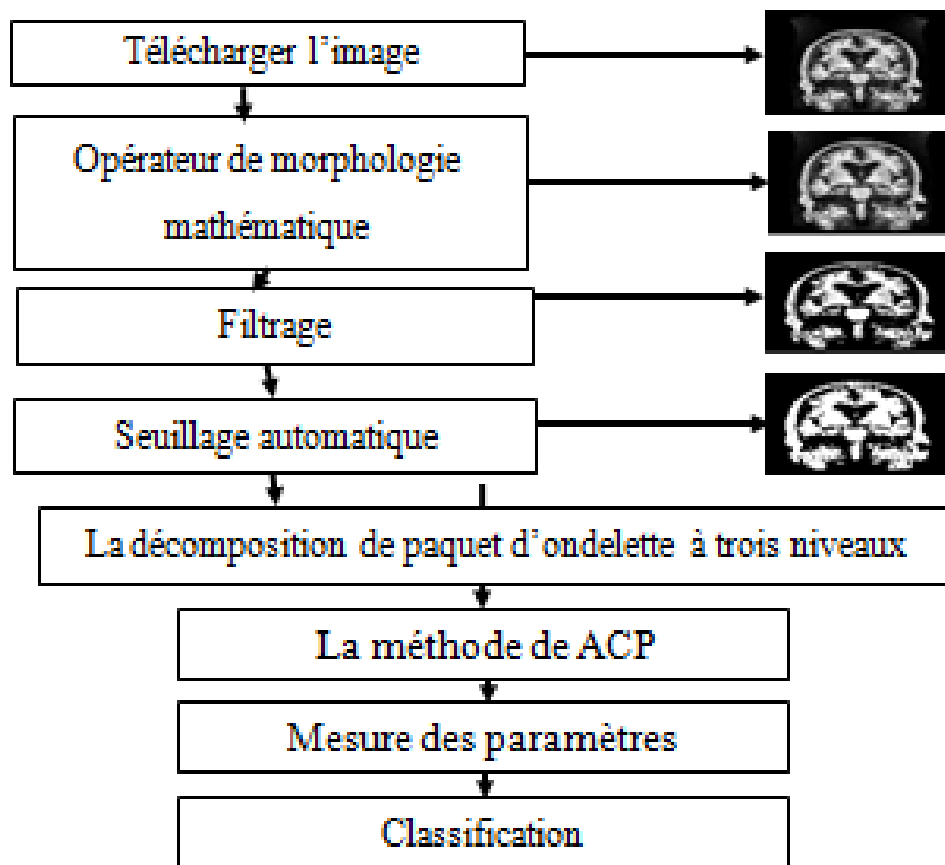 Télécharger l'image
Opérateur de morphologie
mathématique
Filtrage
Seuillage automatique
La décomposition de paquet d'ondelette à trois niveaux
La méthode de ACP
Mesure des paramètres
Classification